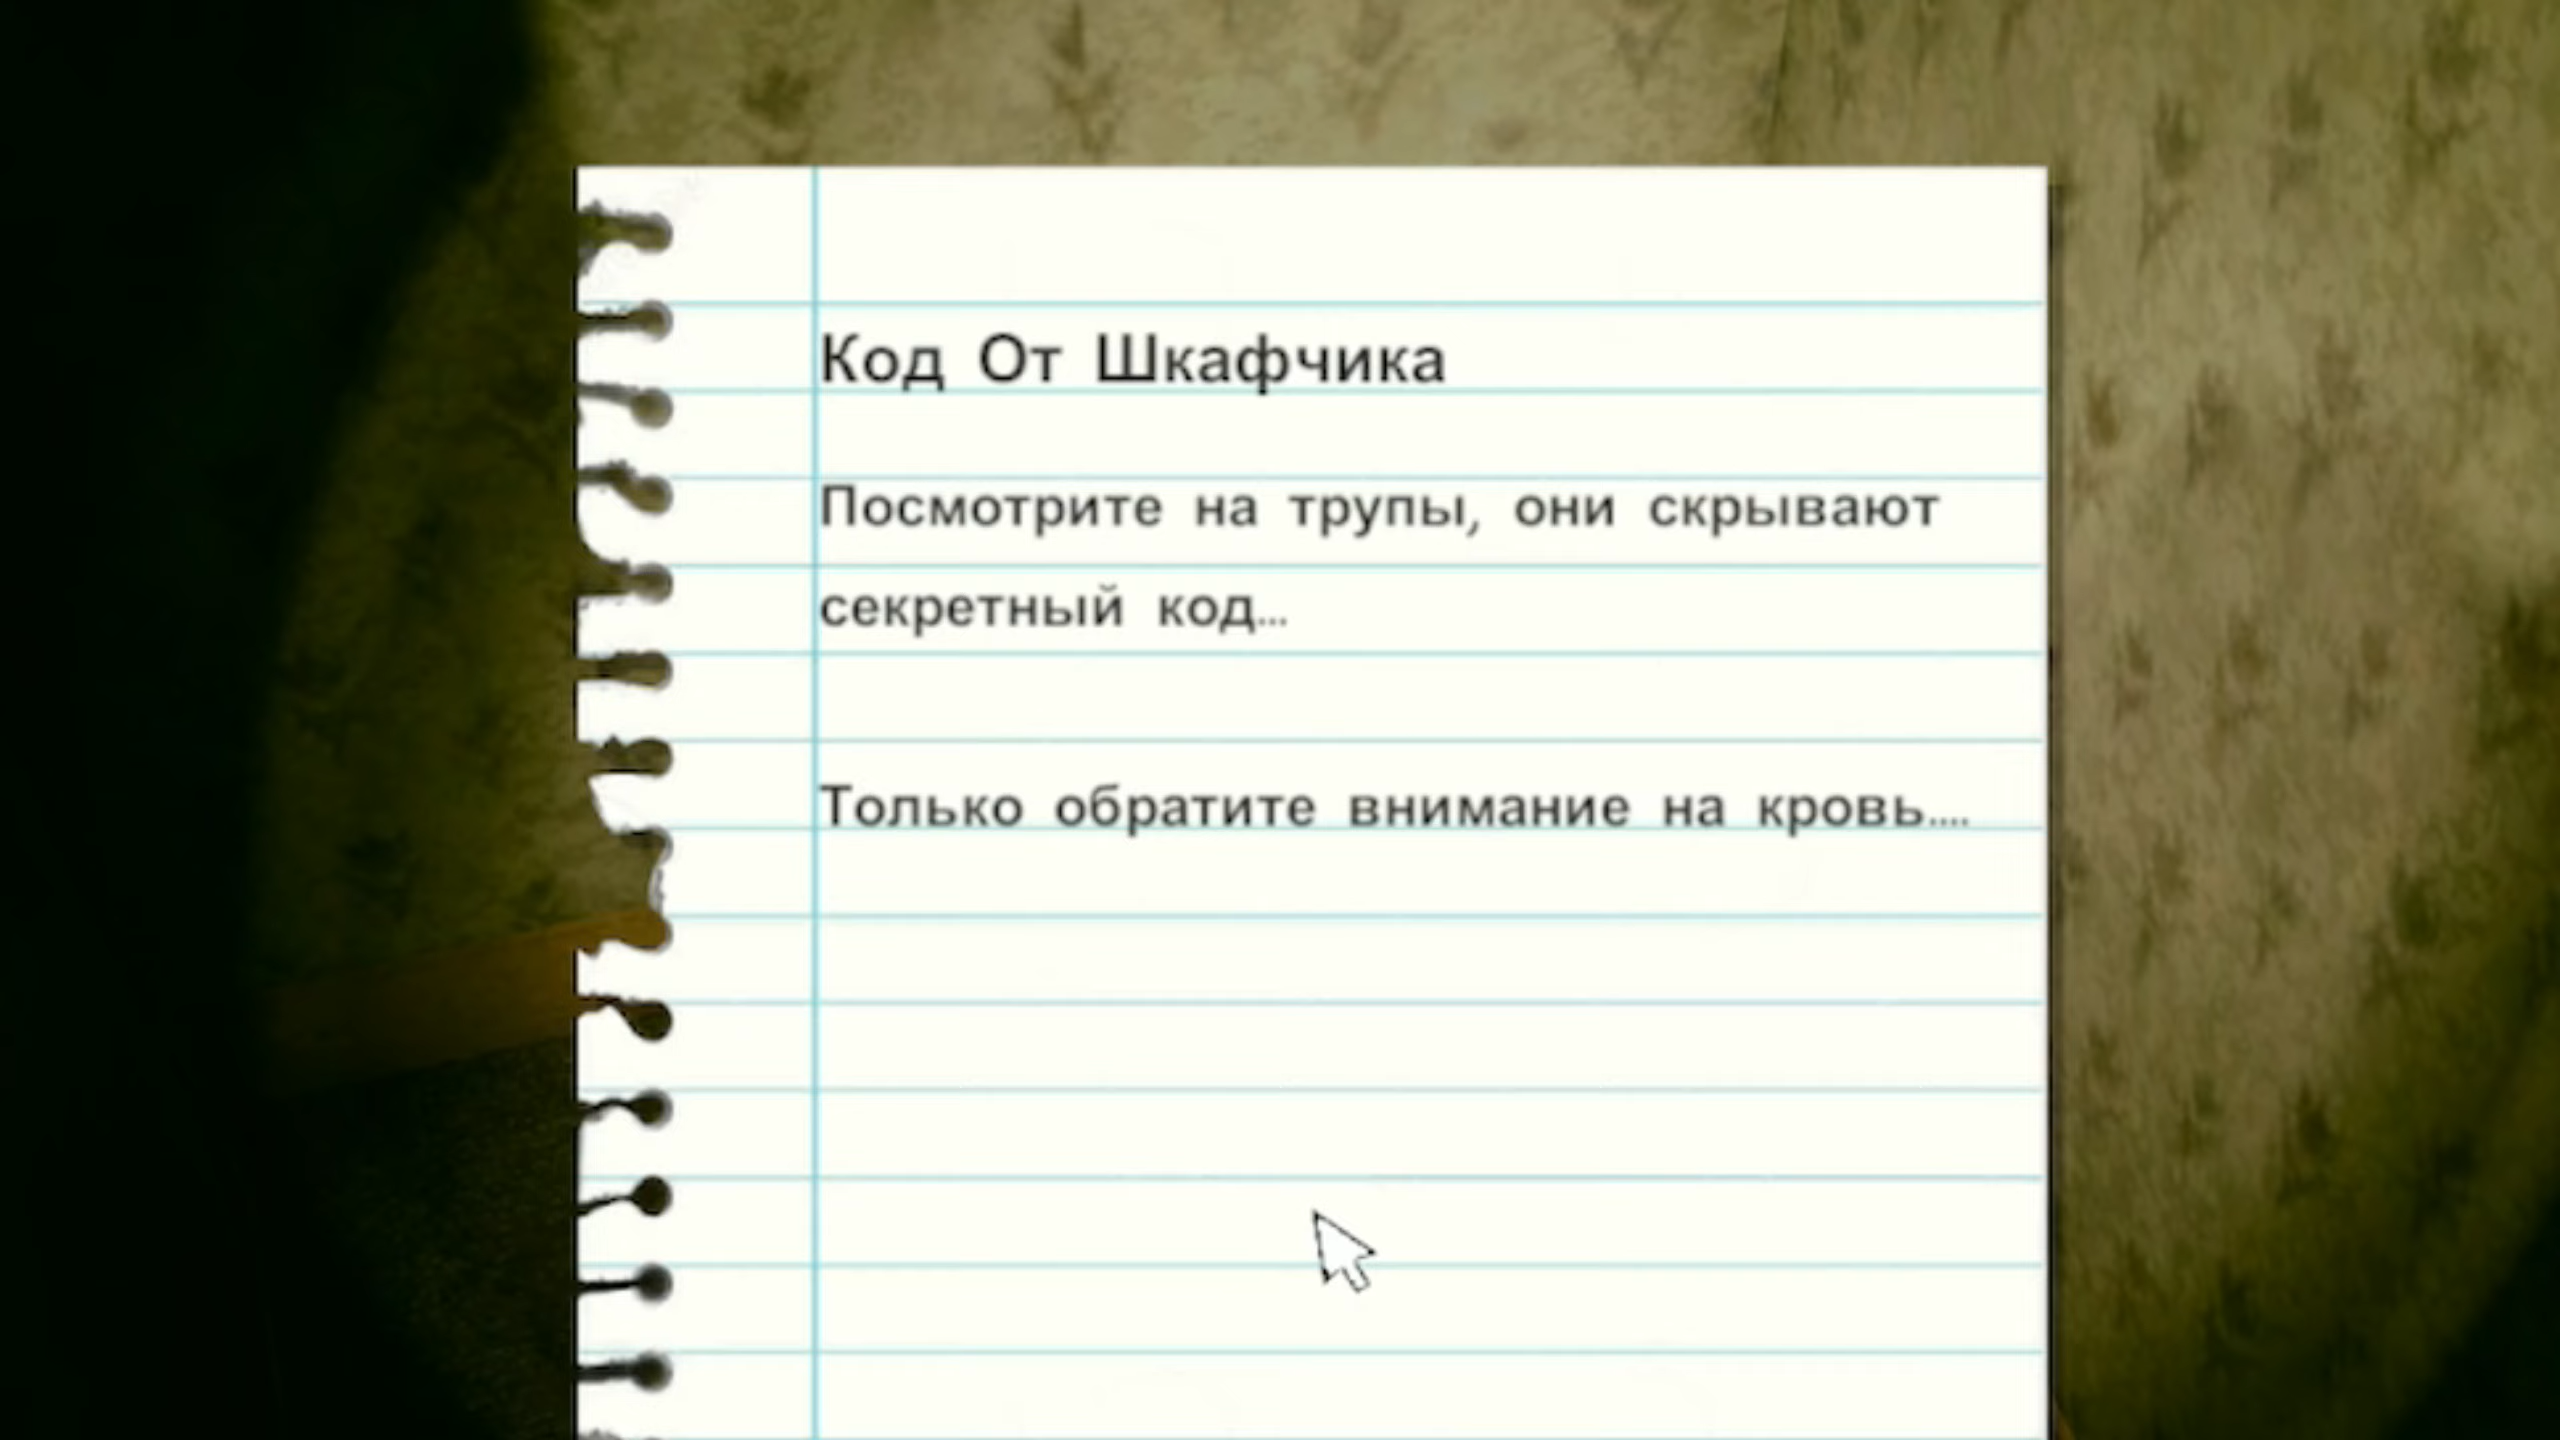 Код От Шкафчика
Посмотрите на трупы, они скрывают
секретный код...
Только обратите внимание на кровь....